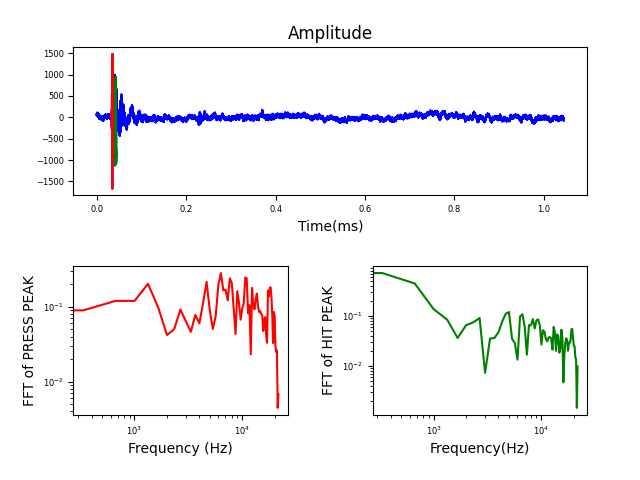 Amplitude
1500
1000
500
0
−500
−1000
−1500
0.0 0.2 0.4 0.6 0.8 1.0
Time(ms)
FFT of PRESS PEAK
10⁻¹
10⁻²
10³ 10⁴
Frequency (Hz)
FFT of HIT PEAK
10⁻¹
10⁻²
10³ 10⁴
Frequency(Hz)